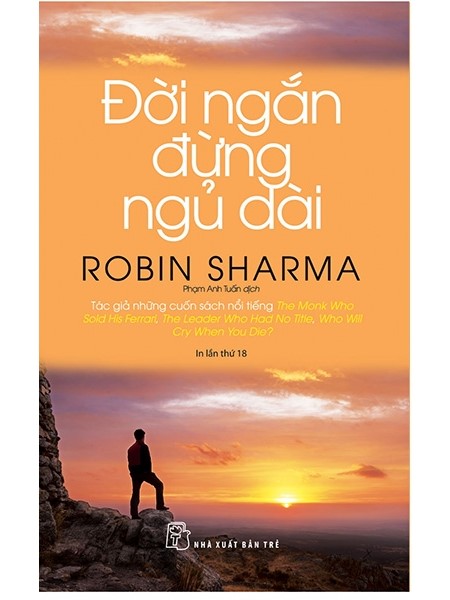 Đời ngắn
đừng
ngủ dài
ROBIN SHARMA
Phạm Anh Tuấn dịch
Tác giả những cuốn sách nổi tiếng The Monk Who
Sold His Ferrari, The Leader Who Had No Title, Who Will
Cry When You Die?
In lần thứ 18
NHÀ XUẤT BẢN TRẺ